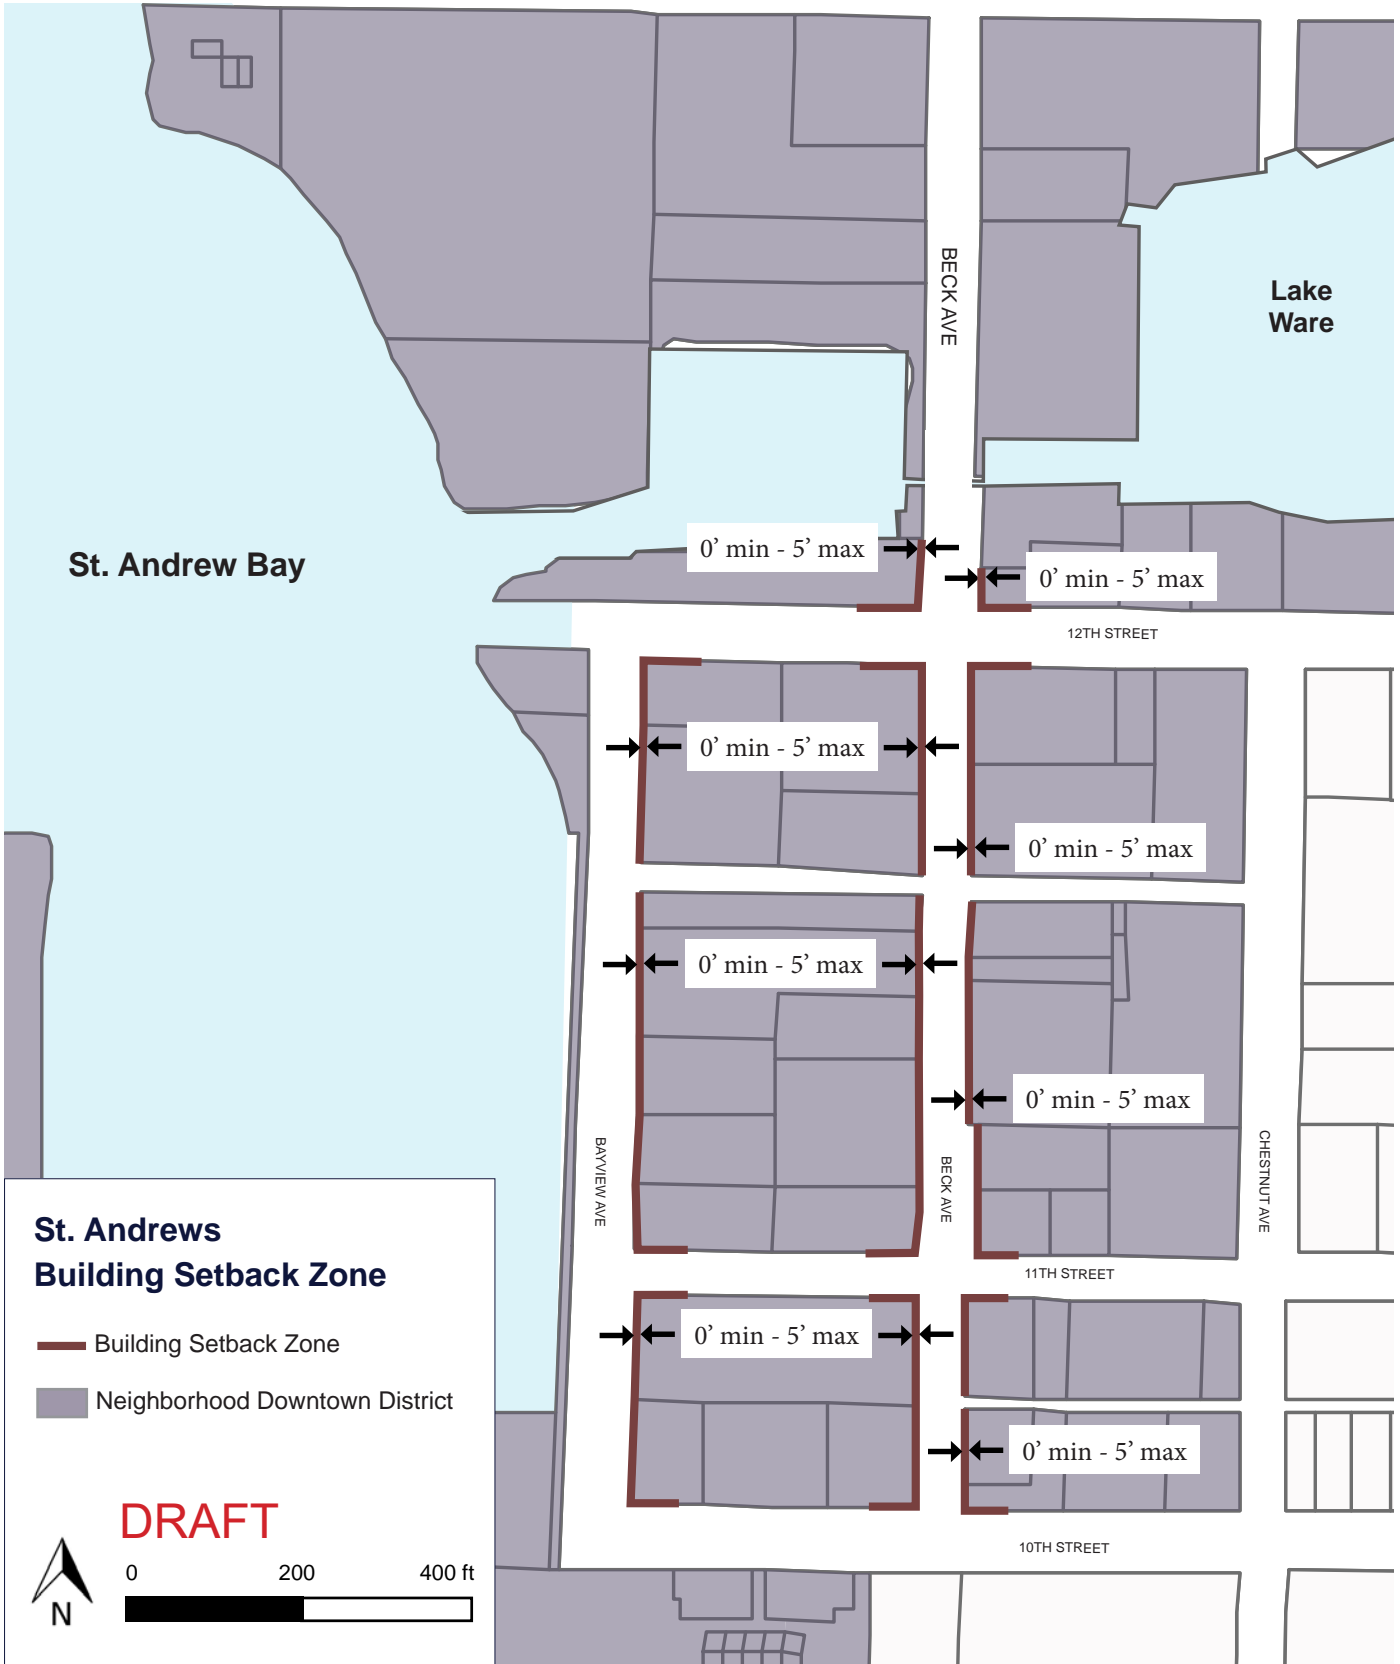 BECK AVE
Lake
Ware
0’ min - 5’ max
St. Andrew Bay
0’ min - 5’ max
12TH STREET
0’ min - 5’ max
0’ min - 5’ max
0’ min - 5’ max
0’ min - 5’ max
BAYVIEW AVE
BECK AVE
CHESTNUT AVE
11TH STREET
0’ min - 5’ max
0’ min - 5’ max
10TH STREET
St. Andrews
Building Setback Zone
Building Setback Zone
Neighborhood Downtown District
DRAFT
0 200 400 ft
N